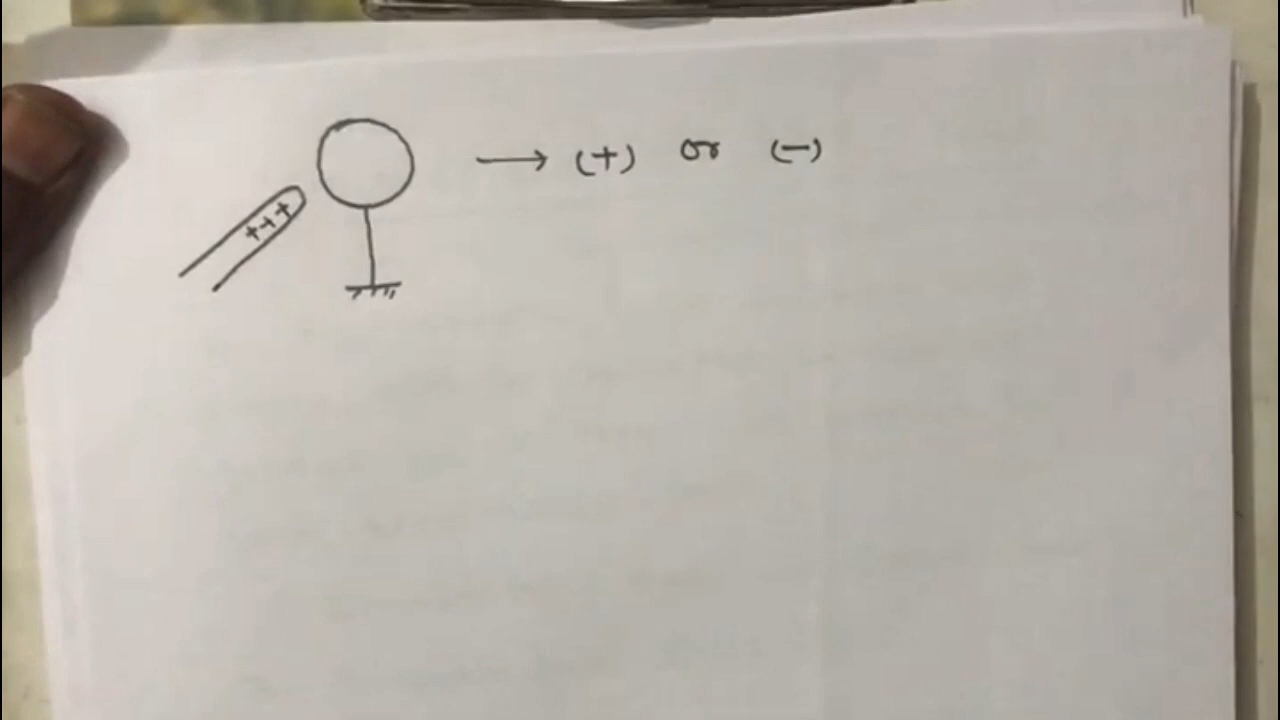 → (+) or (-)
+++